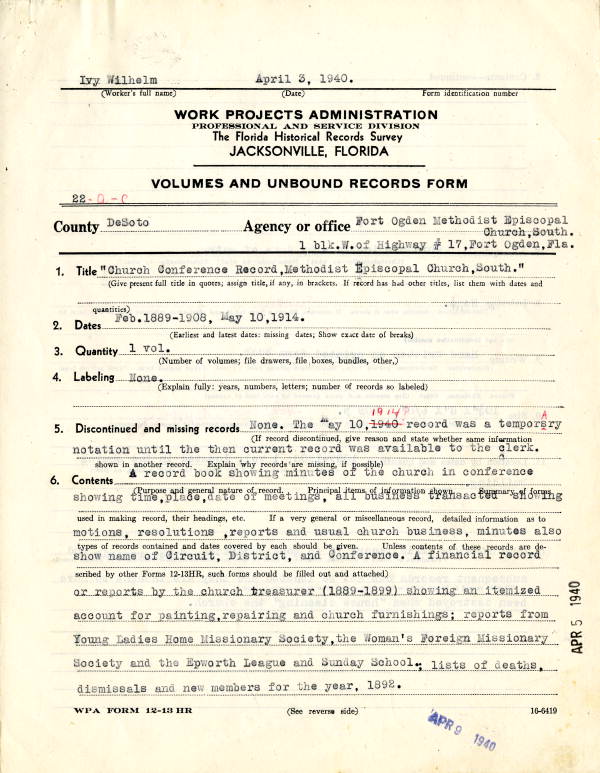 Ivy Wilhelm April 3, 1940.
(Worker's full name) (Date) Form identification number
WORK PROJECTS ADMINISTRATION
PROFESSIONAL AND SERVICE DIVISION
The Florida Historical Records Survey
JACKSONVILLE, FLORIDA
VOLUMES AND UNBOUND RECORDS FORM
22-D-C
County DeSoto Agency or office Fort Ogden Methodist Episcopal
Church,South.
1 blk.W.of Highway # 17,Fort Ogden,Fla.
1. Title "Church Conference Record,Methodist Episcopal Church,South."
(Give present full title in quotes; assign title, if any, in brackets. If record has had other titles, list them with dates and
quantities)
2. Dates Feb.1889-1908, May 10,1914.
(Earliest and latest dates: missing dates; Show exact date of breaks)
3. Quantity 1 vol.
(Number of volumes; file drawers, file boxes, bundles, other,)
4. Labeling None.
(Explain fully: years, numbers, letters; number of records so labeled)
1914?
5. Discontinued and missing records None. The May 10,1940 record was a temporary
(If record discontinued, give reason and state whether same information
notation until the then current record was available to the clerk.
shown in another record. Explain why records are missing, if possible)
6. Contents A record book showing minutes of the church in conference
(Purpose and general nature of record. Principal items of information shown. Summary of forms
showing time,place,date of meetings, all business transacted showing
used in making record, their headings, etc. If a very general or miscellaneous record, detailed information as to
motions, resolutions ,reports and usual church business, minutes also
types of records contained and dates covered by each should be given. Unless contents of these records are de-
show name of Circuit, District, and Conference. A financial record
scribed by other Forms 12-13HR, such forms should be filled out and attached)
or reports by the church treasurer (1889-1899) showing an itemized
account for painting,repairing and church furnishings; reports from
Young Ladies Home Missionary Society,the Woman's Foreign Missionary
Society and the Epworth League and Sunday School.; lists of deaths,
dismissals and new members for the year, 1892.
WPA FORM 12-13 HR (See reverse side) 16-6419
APR 5 1940
APR 9 1940